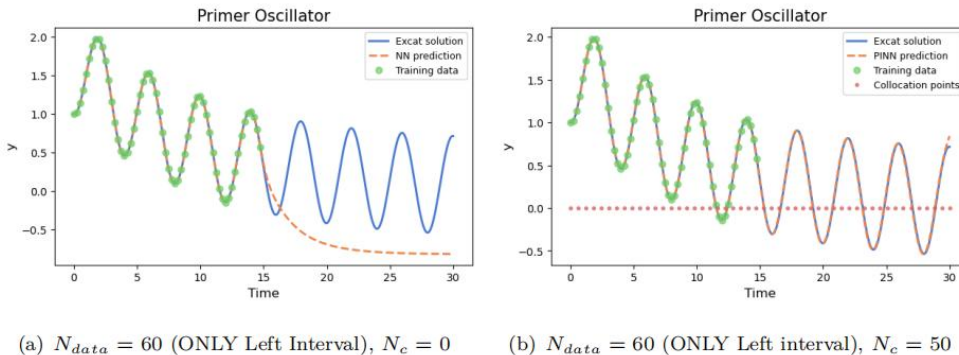 Primer Oscillator
2.0
1.5
1.0
0.5
0.0
−0.5
y
0
5
10
15
20
25
30
Time
Excat solution
NN prediction
Training data
(a) N_data = 60 (ONLY Left Interval), N_c = 0
Primer Oscillator
2.0
1.5
1.0
0.5
0.0
−0.5
y
0
5
10
15
20
25
30
Time
Excat solution
PINN prediction
Training data
Collocation points
(b) N_data = 60 (ONLY Left interval), N_c = 50